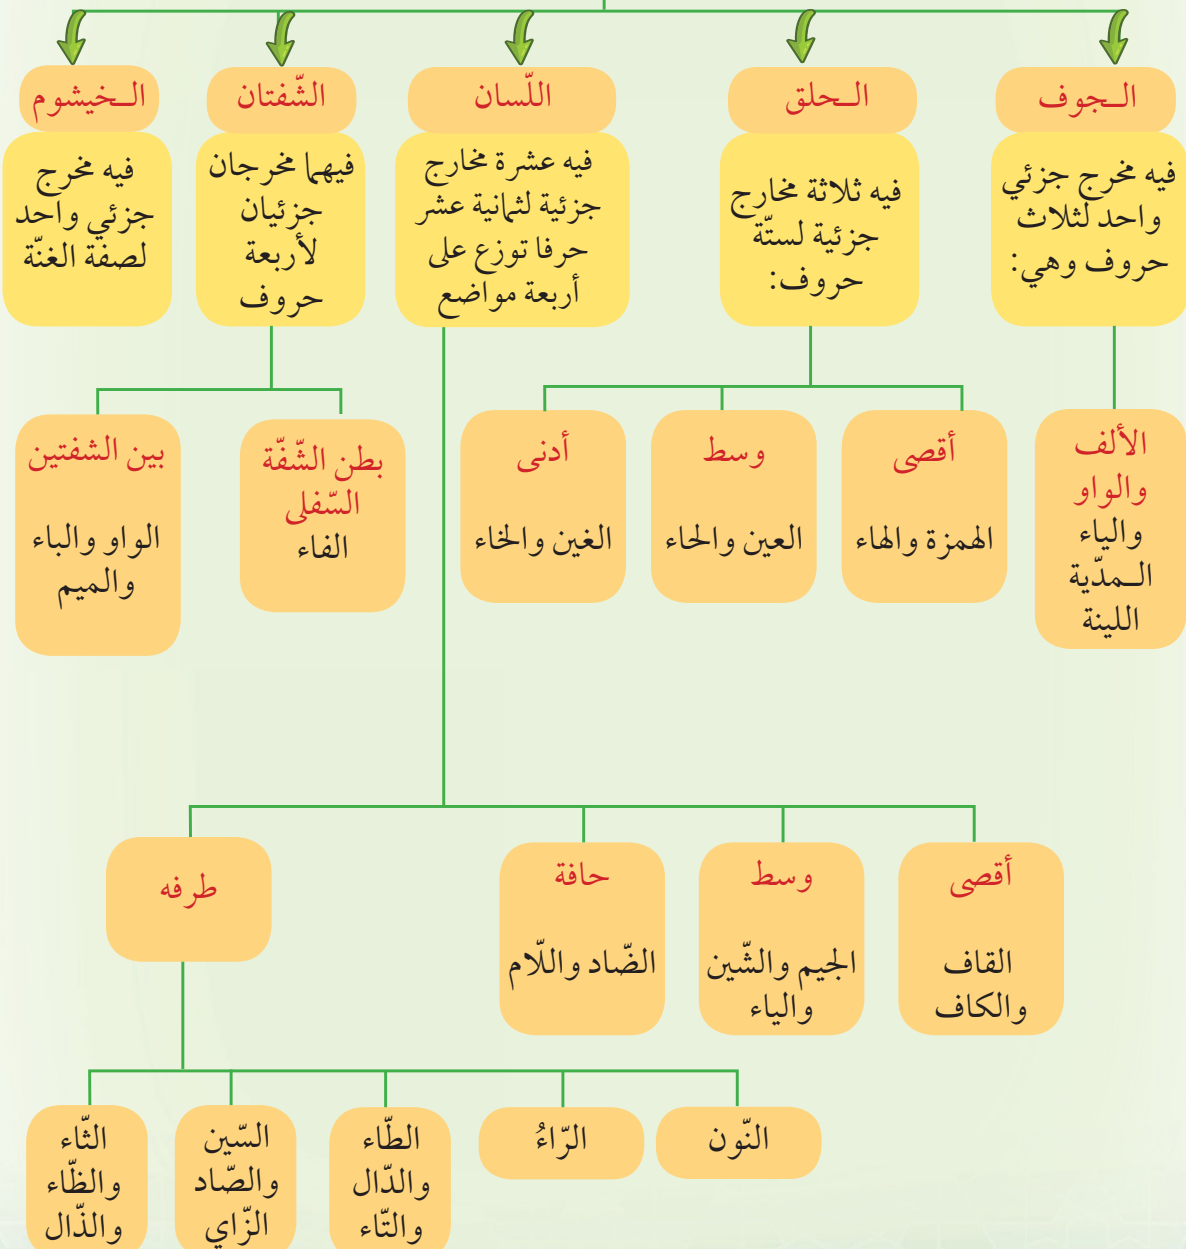 الـجوف
فيه مخرج جزئي
واحد لثلاث
حروف وهي:
الألف
والواو
والياء
الـمدّية
اللينة
الـحلق
فيه ثلاثة مخارج
جزئية لستّة
حروف:
أقصى
الهمزة والهاء
وسط
العين والحاء
أدنى
الغين والخاء
اللّسان
فيه عشرة مخارج
جزئية لثمانية عشر
حرفا توزع على
أربعة مواضع
أقصى
القاف
والكاف
وسط
الجيم والشّين
والياء
حافة
الضّاد واللّام
طرفه
النّون
الرّاءُ
الطّاء
والدّال
والتّاء
السّين
والصّاد
الزّاي
الثّاء
والظّاء
والذّال
الشّفتان
فيهما مخرجان
جزئيان
لأربعة
حروف
بطن الشّفّة
السّفلى
الفاء
بين الشفتين
الواو والباء
والميم
الـخيشوم
فيه مخرج
جزئي واحد
لصفة الغنّة